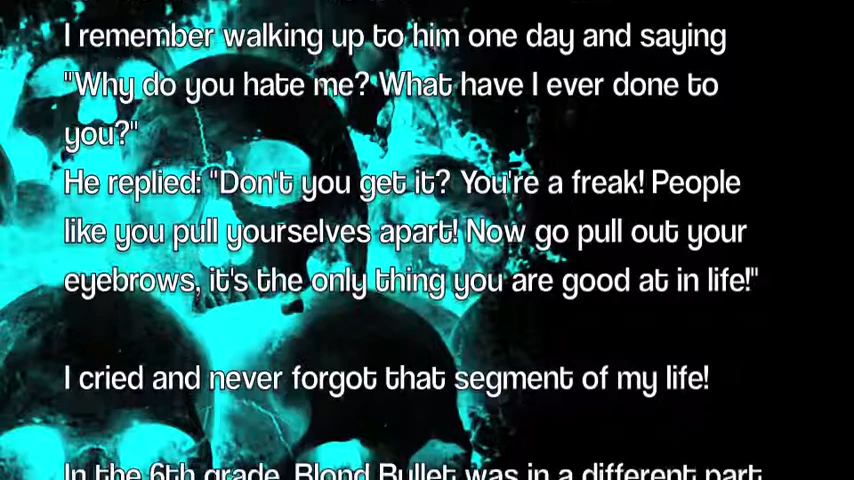 I remember walking up to him one day and saying
"Why do you hate me? What have I ever done to
you?"
He replied: "Don't you get it? You're a freak! People
like you pull yourselves apart! Now go pull out your
eyebrows, it's the only thing you are good at in life!"
I cried and never forgot that segment of my life!
In the 6th grade, Blond Bullet was in a different part